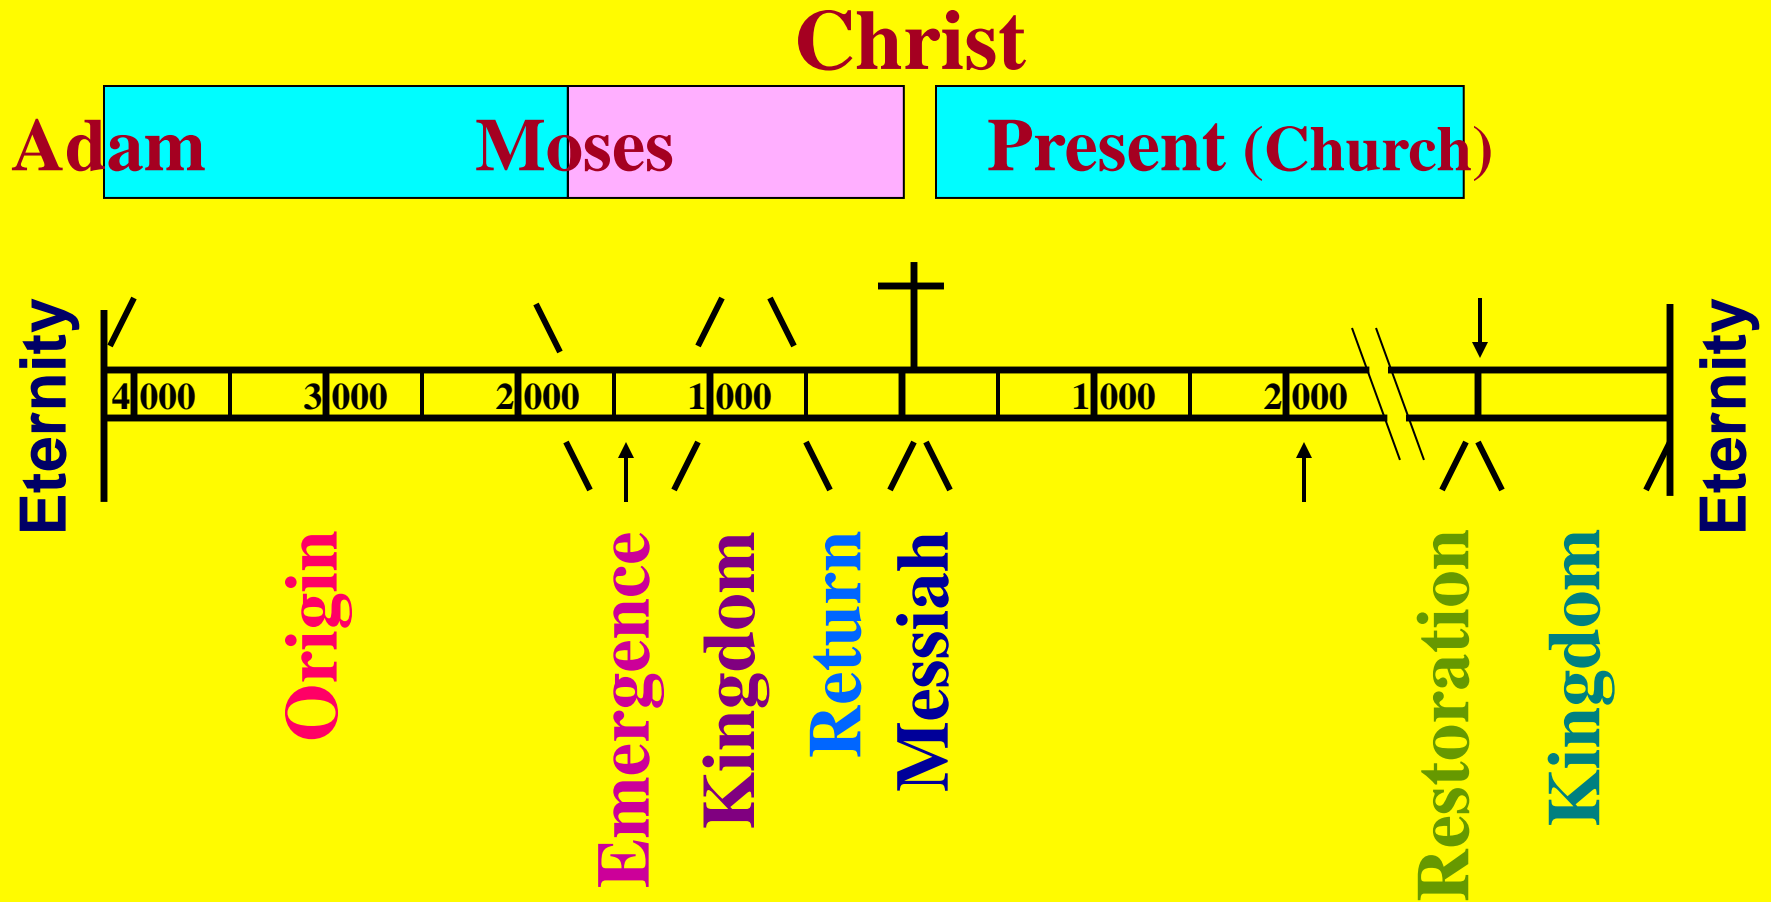 Christ
Adam
Moses
Present (Church)
Eternity
4000
3000
2000
1000
1000
2000
Eternity
Origin
Emergence
Kingdom
Return
Messiah
Restoration
Kingdom